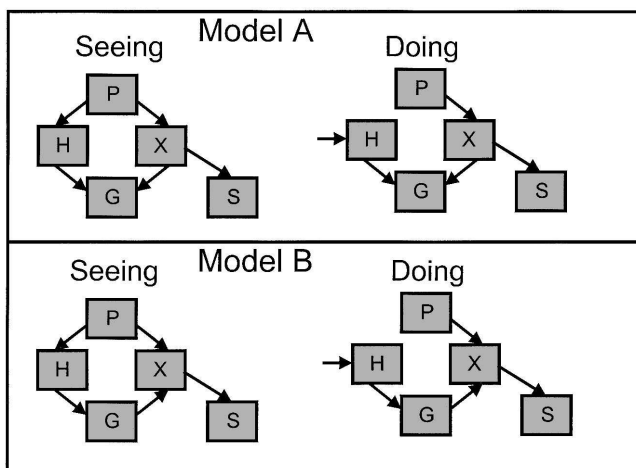 Model A
Seeing Doing
P P
H X H X
G S G S
Model B
Seeing Doing
P P
H X H X
G S G S